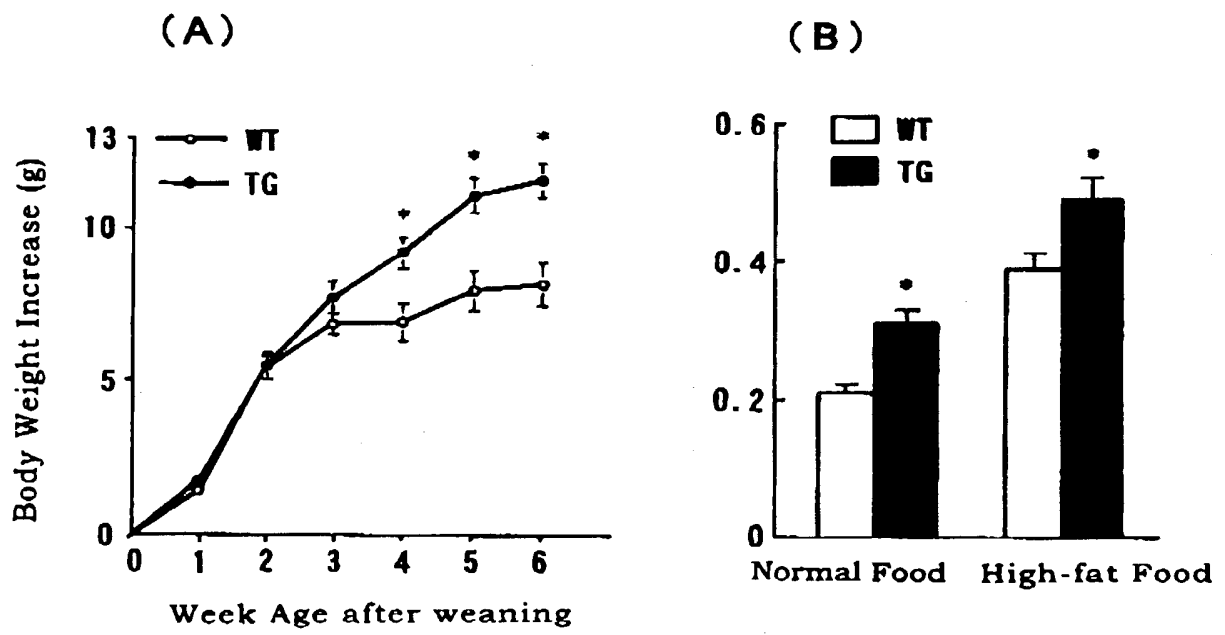 (A)
13
WT
TG
10
5
0
Body Weight Increase (g)
* * *
0 1 2 3 4 5 6
Week Age after weaning
(B)
0.6
WT
TG
0.4
0.2
0
* *
Normal Food High-fat Food